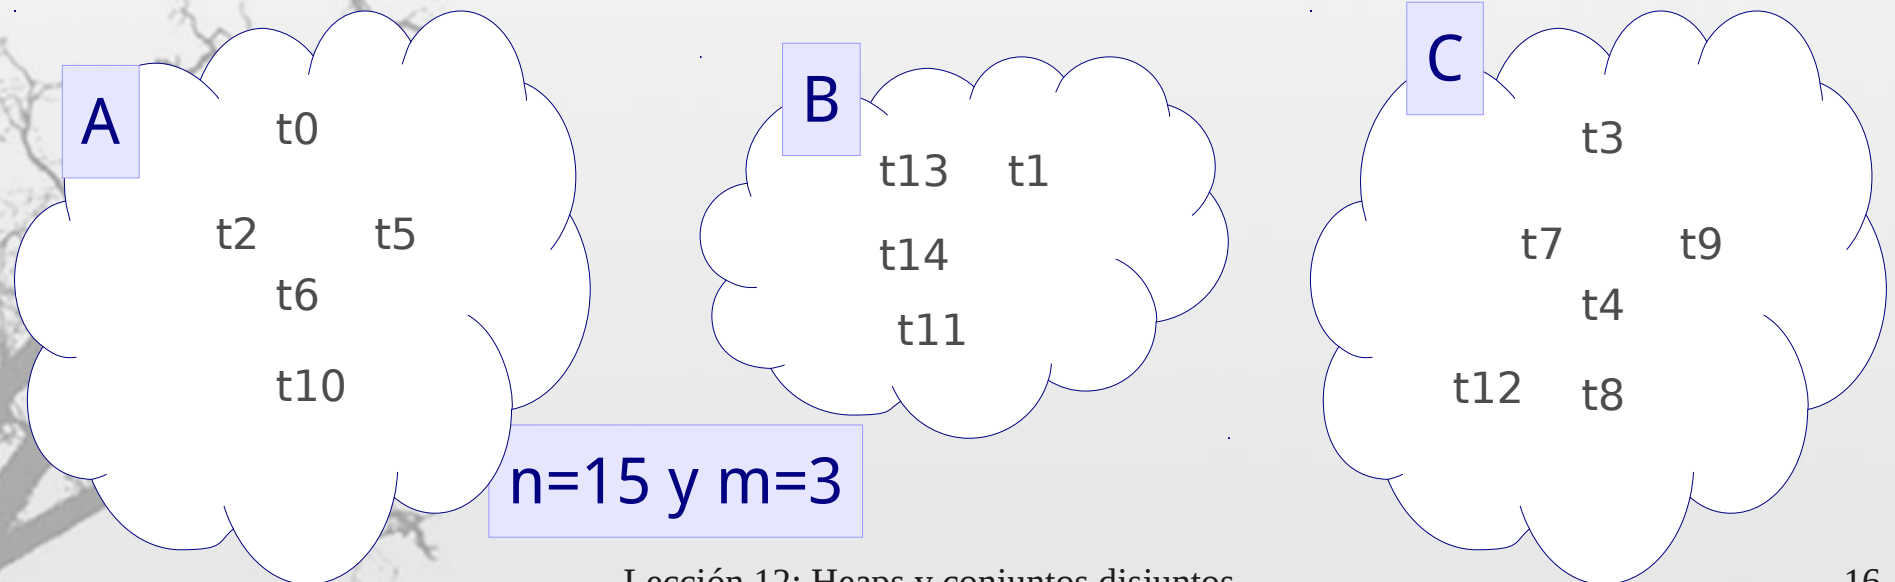 A
t0
t2 t5
t6
t10
B
t13 t1
t14
t11
C
t3
t7 t9
t4
t12 t8
n=15 y m=3
Lección 12: Heaps y conjuntos disjuntos
16